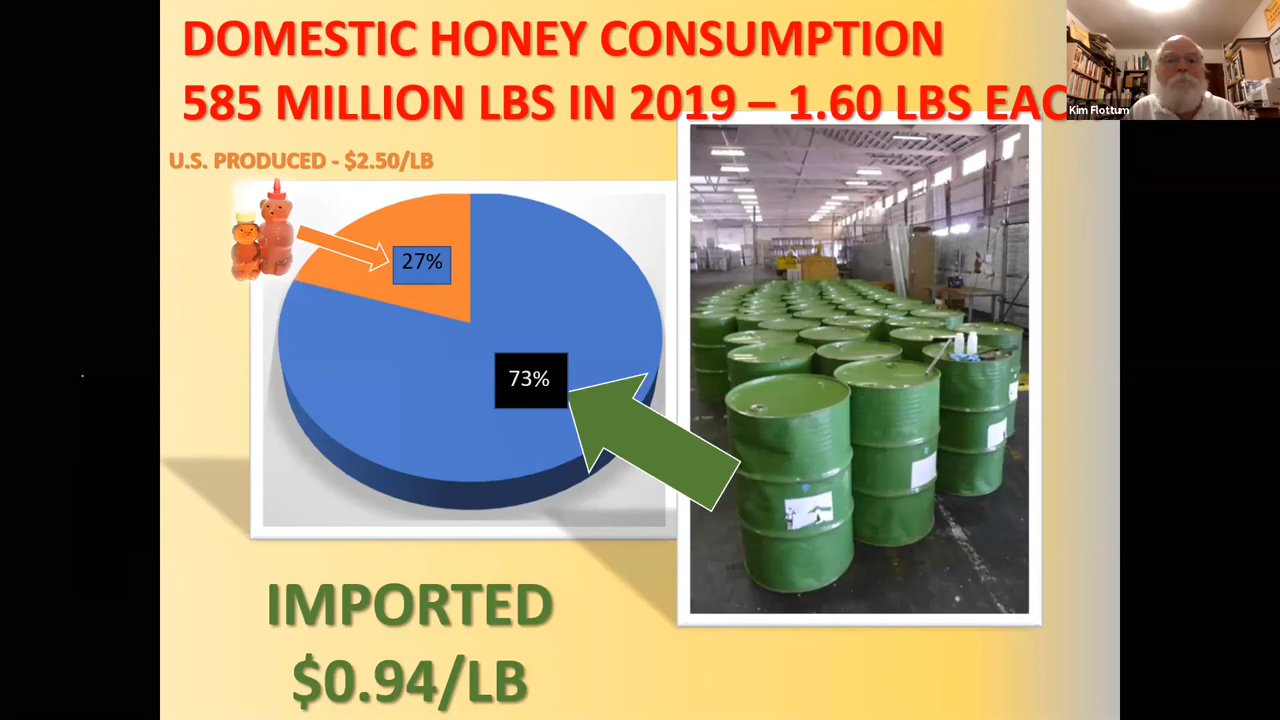 DOMESTIC HONEY CONSUMPTION
585 MILLION LBS IN 2019 – 1.60 LBS EAC
Kim Flottum
U.S. PRODUCED - $2.50/LB
27%
73%
IMPORTED
$0.94/LB